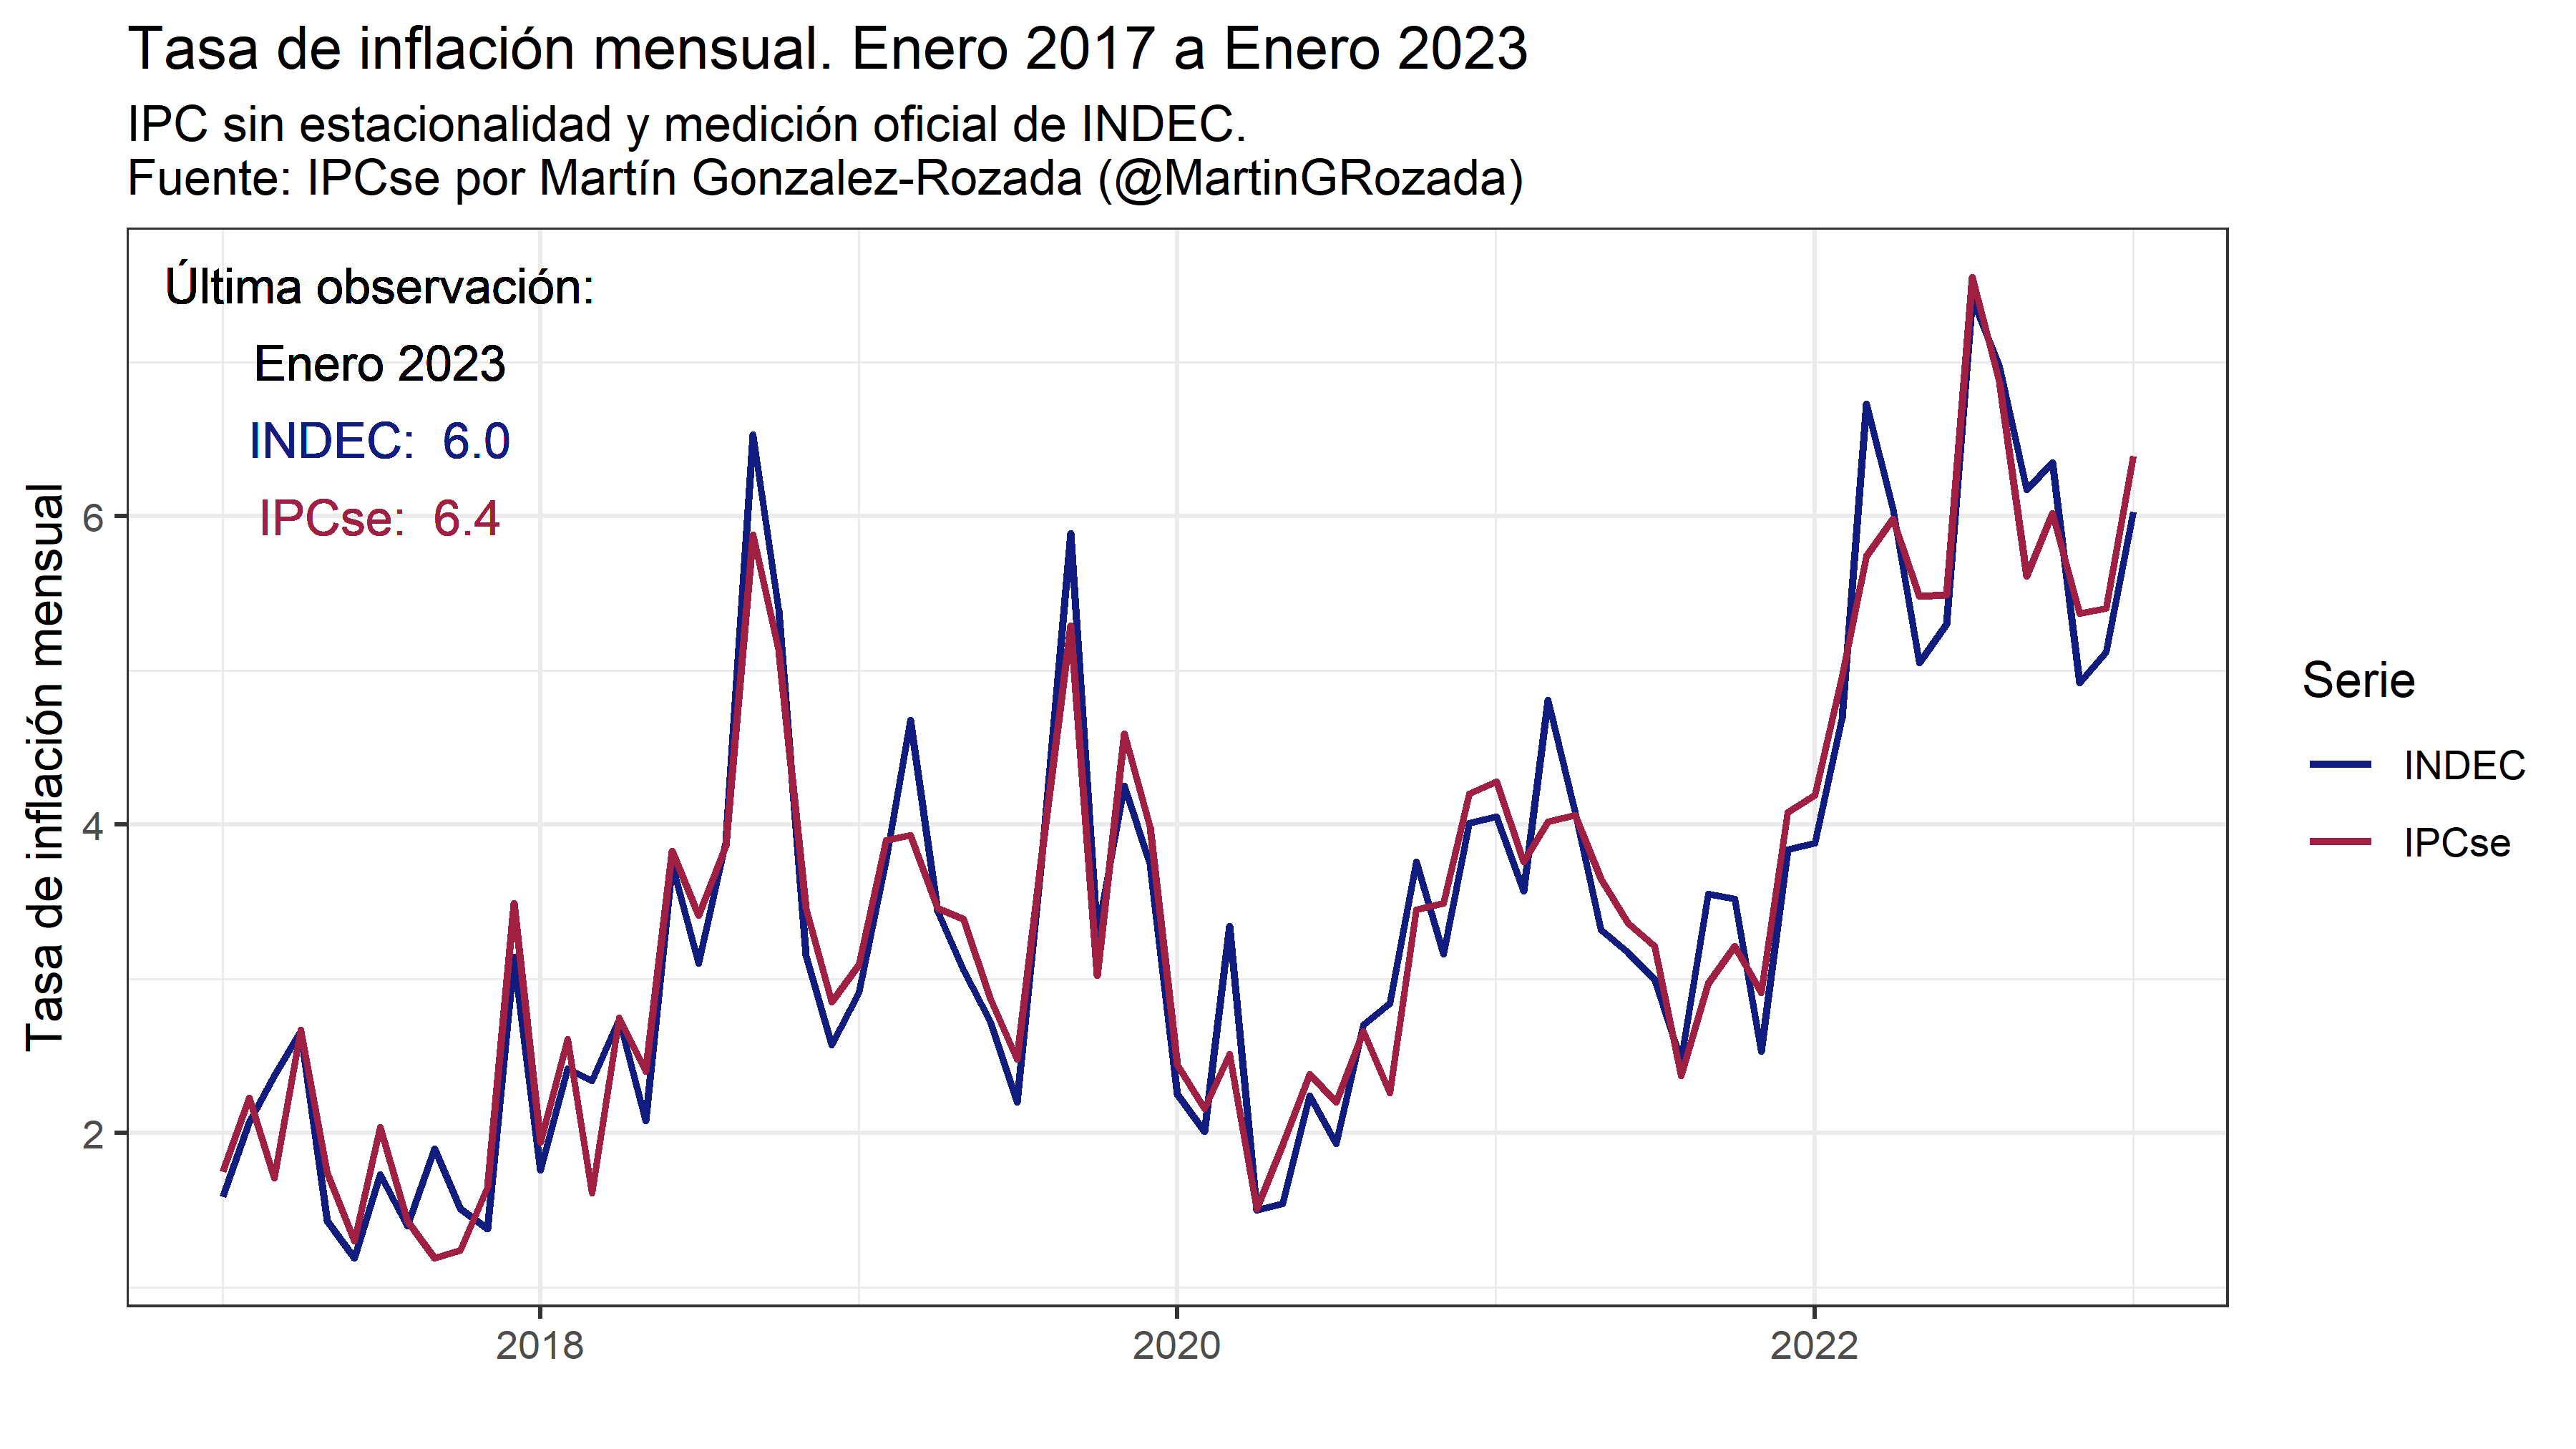 Tasa de inflación mensual. Enero 2017 a Enero 2023
IPC sin estacionalidad y medición oficial de INDEC.
Fuente: IPCse por Martín Gonzalez-Rozada (@MartinGRozada)
Última observación:
Enero 2023
INDEC: 6.0
IPCse: 6.4
Tasa de inflación mensual
6
4
2
2018
2020
2022
Serie
INDEC
IPCse